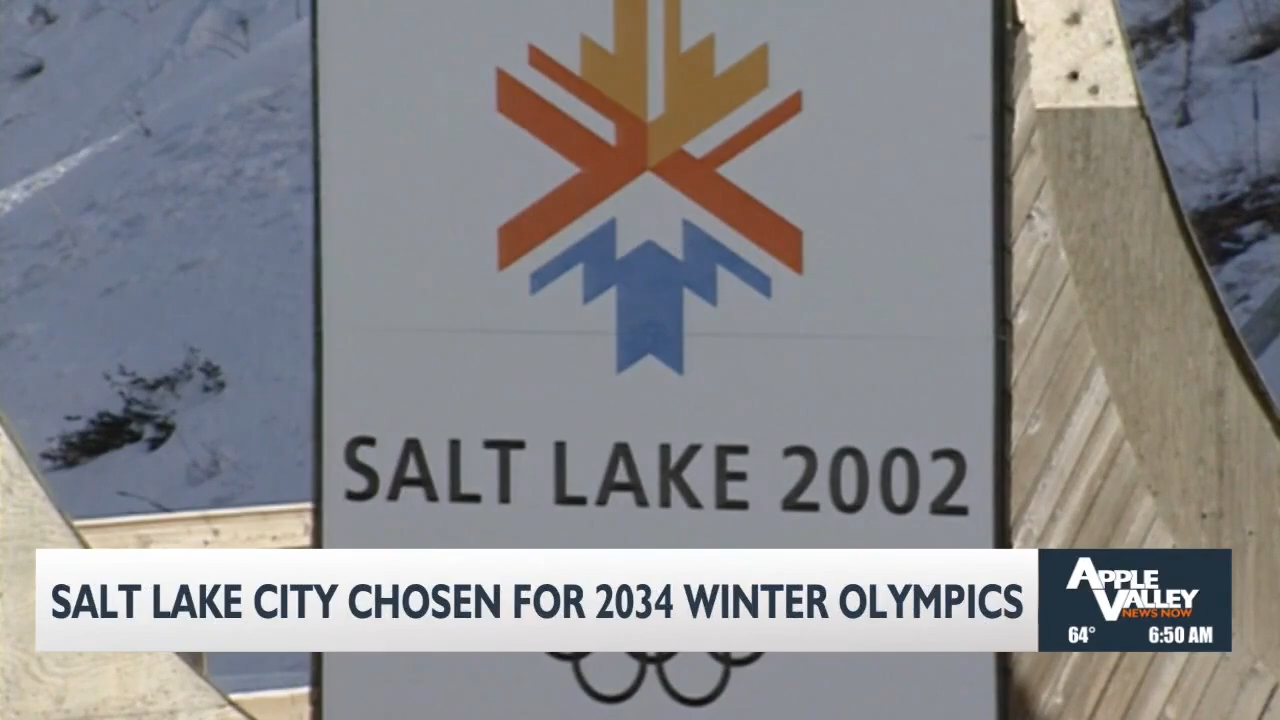 SALT LAKE 2002
SALT LAKE CITY CHOSEN FOR 2034 WINTER OLYMPICS
APPLE
VALLEY
NEWS NOW
64° 6:50 AM